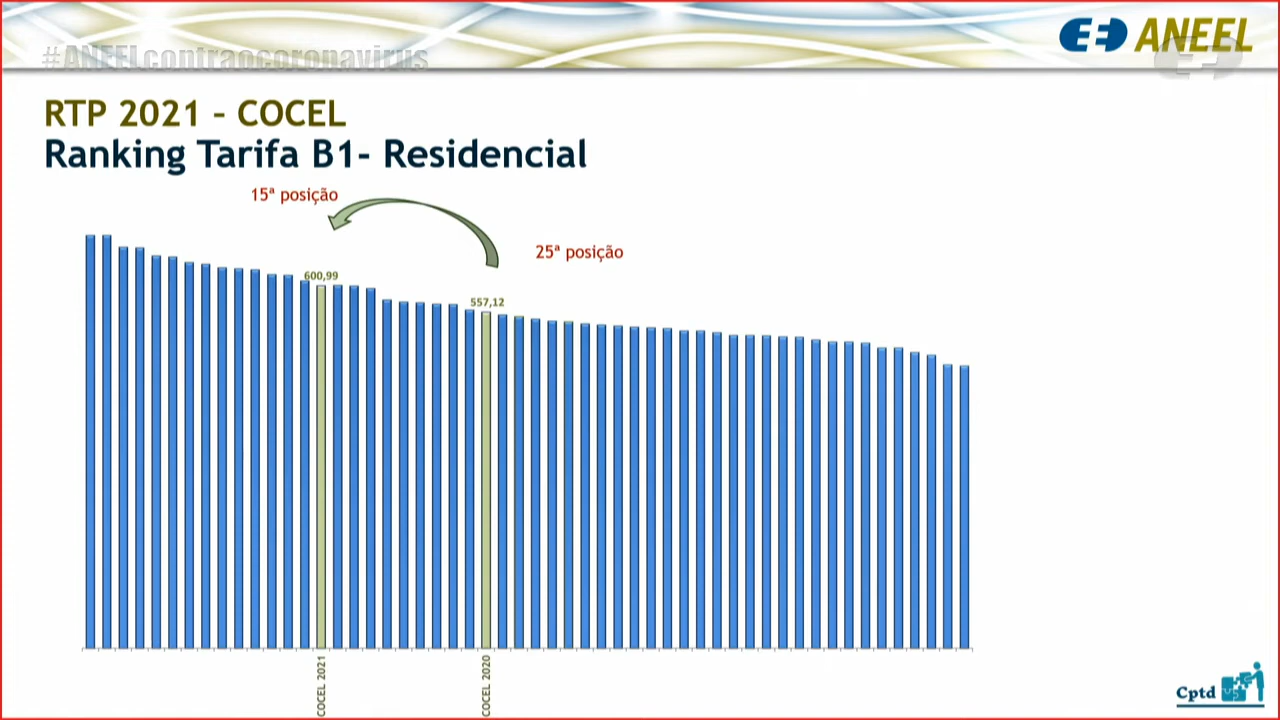 #ANEELcontraocoronavirus
ANEEL
RTP 2021 – COCEL
Ranking Tarifa B1- Residencial
15ª posição
25ª posição
600,99
557,12
COCEL 2021
COCEL 2020
Cptd